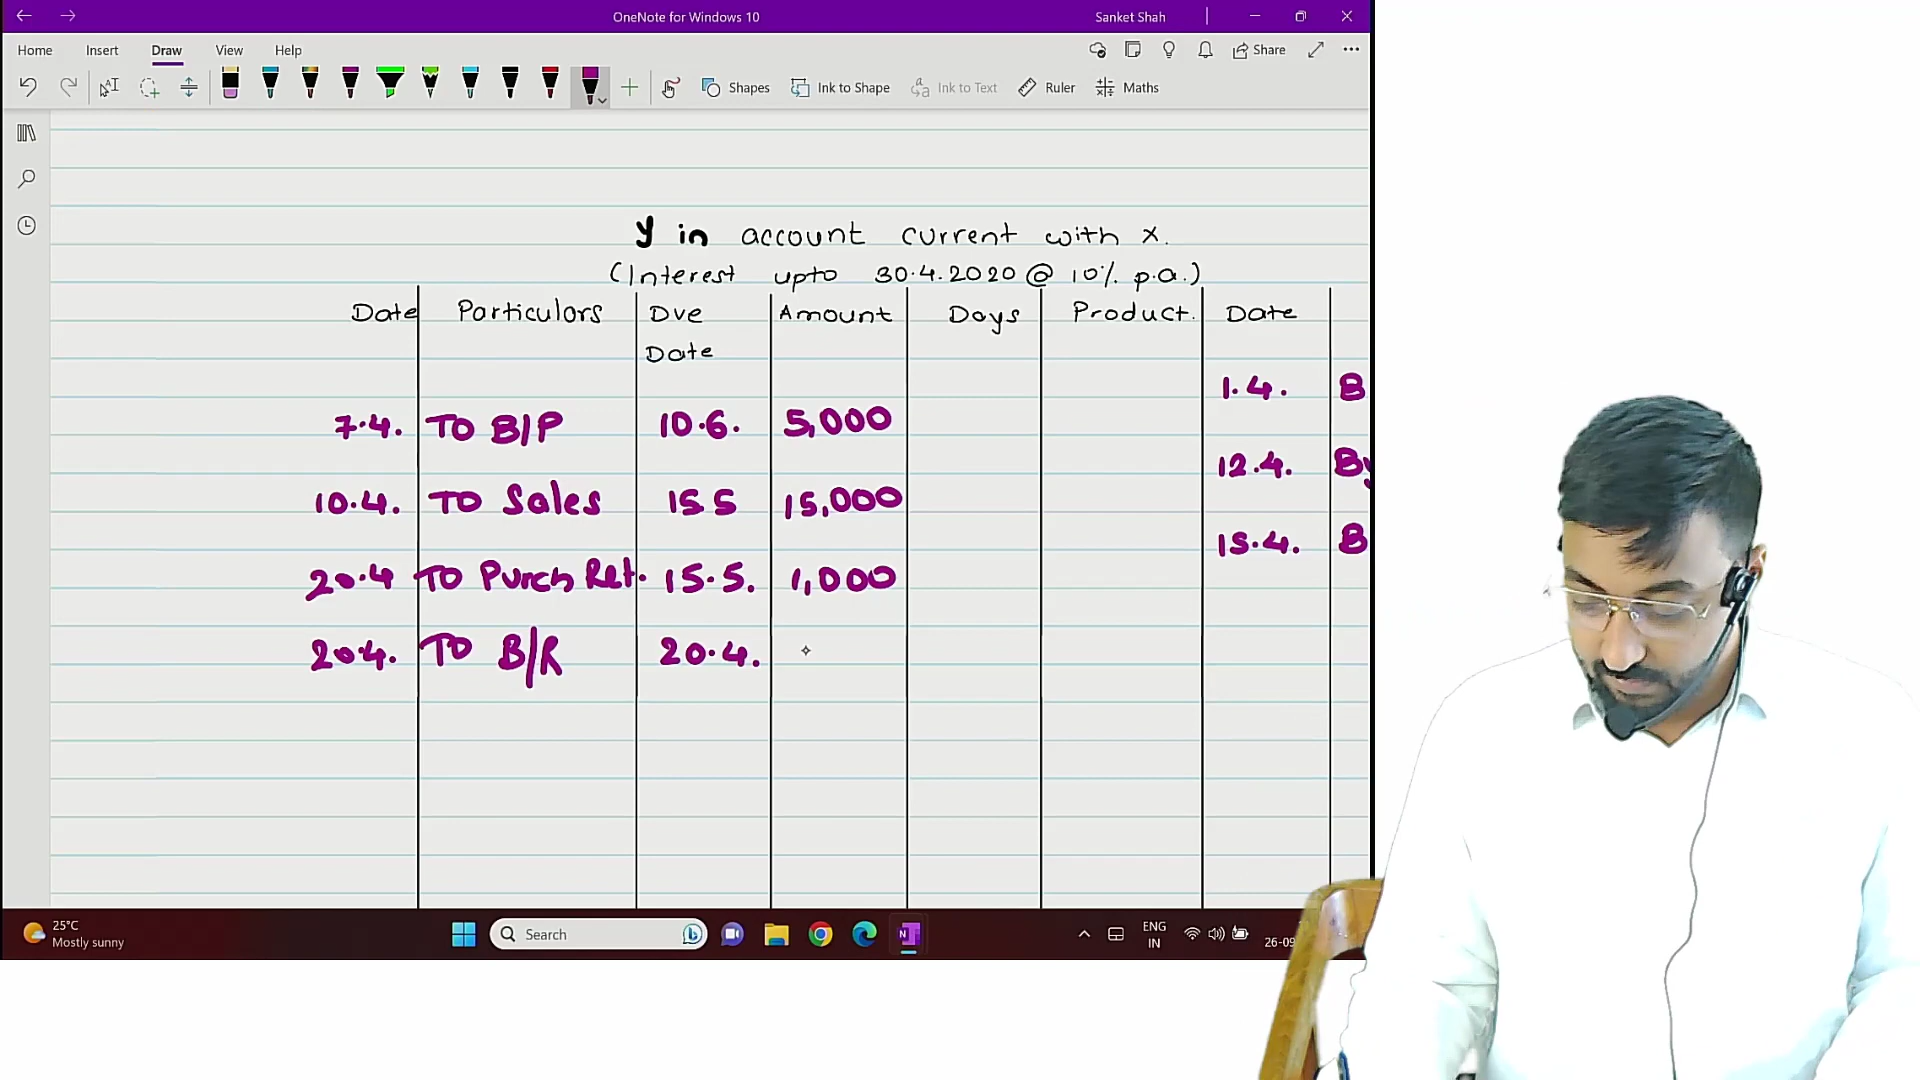 OneNote for Windows 10
Sanket Shah
Home Insert Draw View Help
Share
Shapes Ink to Shape Ink to Text Ruler Maths
y in account current with x.
(Interest upto 30.4.2020 @ 10% p.a.)
Date Particulors Due Date Amount Days Product. Date
1.4. B
7.4. TO B/P 10.6. 5,000
12.4. By
10.4. TO Sales 15.5 15,000
15.4. B
20.4 TO Purch Ret. 15.5. 1,000
20.4. TO B/R 20.4.
25°C
Mostly sunny
Search
ENG
IN
26-09